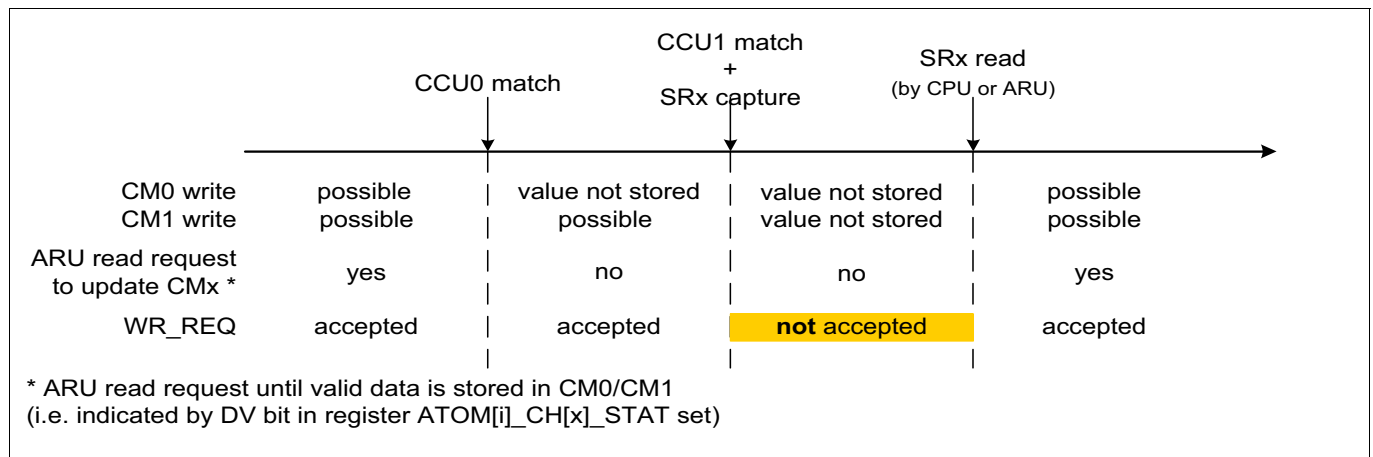 CCU0 match
CCU1 match
+
SRx capture
SRx read
(by CPU or ARU)
CM0 write possible value not stored value not stored possible
CM1 write possible possible value not stored possible
ARU read request
to update CMx * yes no no yes
WR_REQ accepted accepted not accepted accepted
* ARU read request until valid data is stored in CM0/CM1
(i.e. indicated by DV bit in register ATOM[i]_CH[x]_STAT set)